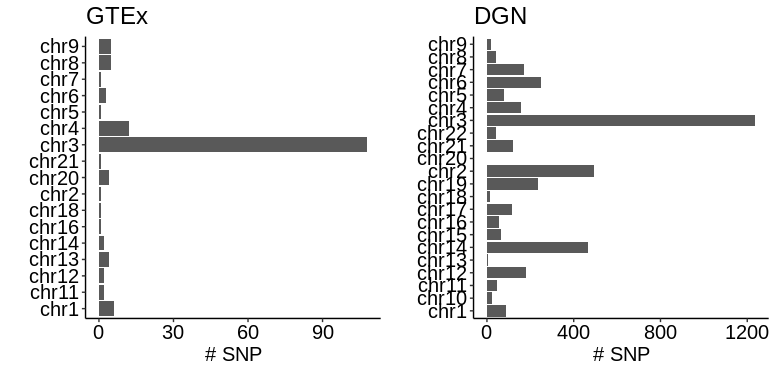 GTEx
chr9
chr8
chr7
chr6
chr5
chr4
chr3
chr21
chr20
chr2
chr18
chr16
chr14
chr13
chr12
chr11
chr1
0 30 60 90
# SNP
DGN
chr9
chr8
chr7
chr6
chr5
chr4
chr3
chr22
chr21
chr20
chr2
chr19
chr18
chr17
chr16
chr15
chr14
chr13
chr12
chr11
chr10
chr1
0 400 800 1200
# SNP